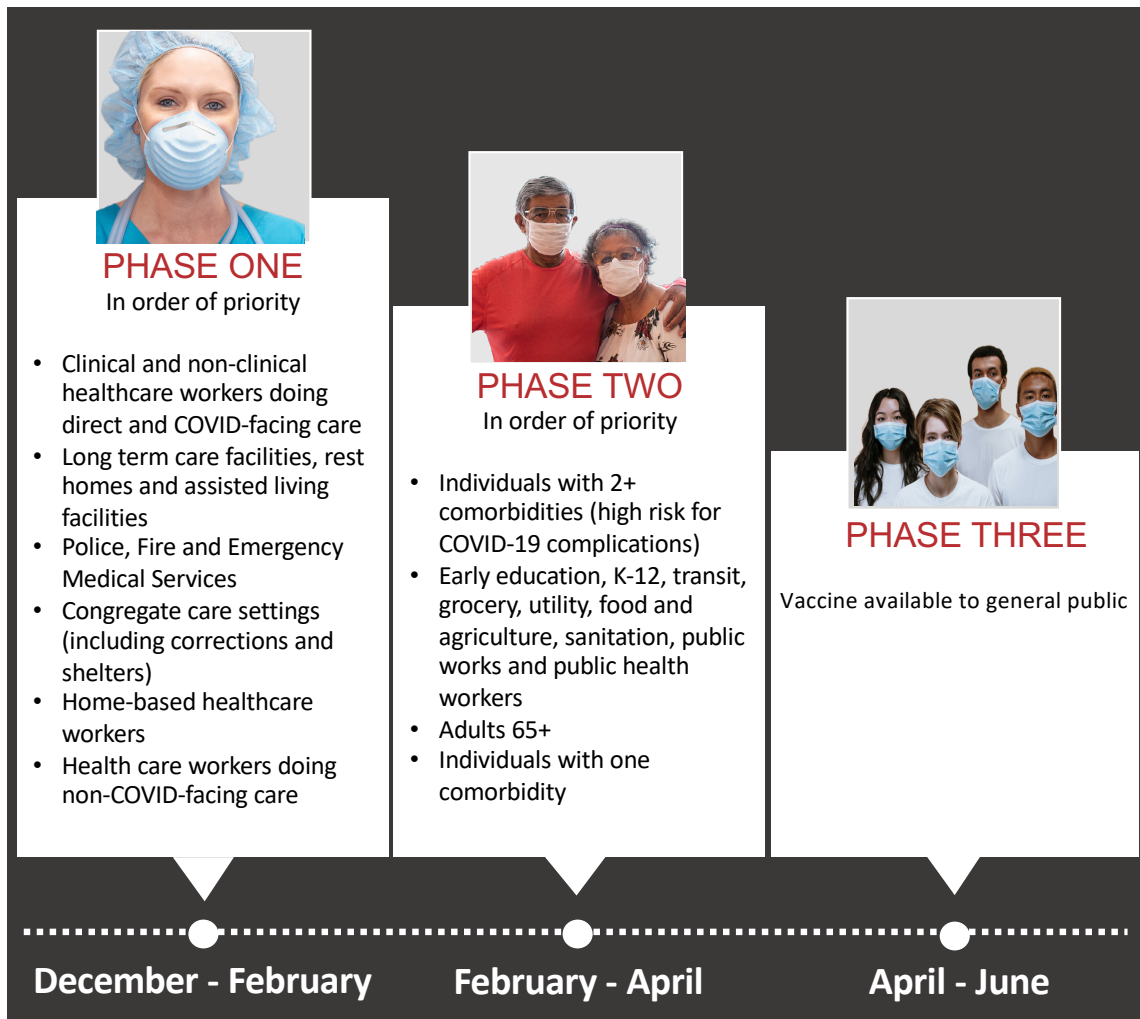 PHASE ONE
In order of priority
• Clinical and non-clinical
healthcare workers doing
direct and COVID-facing care
• Long term care facilities, rest
homes and assisted living
facilities
• Police, Fire and Emergency
Medical Services
• Congregate care settings
(including corrections and
shelters)
• Home-based healthcare
workers
• Health care workers doing
non-COVID-facing care
PHASE TWO
In order of priority
• Individuals with 2+
comorbidities (high risk for
COVID-19 complications)
• Early education, K-12, transit,
grocery, utility, food and
agriculture, sanitation, public
works and public health
workers
• Adults 65+
• Individuals with one
comorbidity
PHASE THREE
Vaccine available to general public
December - February
February - April
April - June